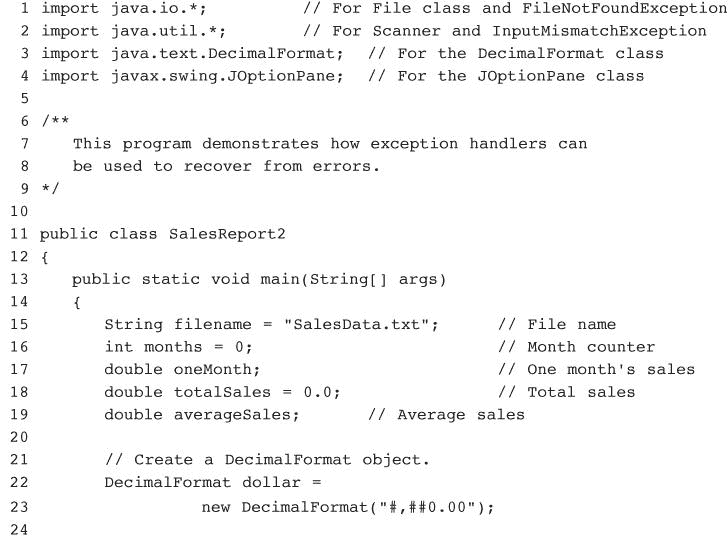 1 import java.io.*;          // For File class and FileNotFoundException
2 import java.util.*;        // For Scanner and InputMismatchException
3 import java.text.DecimalFormat;  // For the DecimalFormat class
4 import javax.swing.JOptionPane;  // For the JOptionPane class
5
6 /**
7    This program demonstrates how exception handlers can
8    be used to recover from errors.
9 */
10
11 public class SalesReport2
12 {
13    public static void main(String[] args)
14    {
15       String filename = "SalesData.txt";      // File name
16       int months = 0;                         // Month counter
17       double oneMonth;                        // One month's sales
18       double totalSales = 0.0;                // Total sales
19       double averageSales;       // Average sales
20
21       // Create a DecimalFormat object.
22       DecimalFormat dollar =
23                new DecimalFormat("#,##0.00");
24